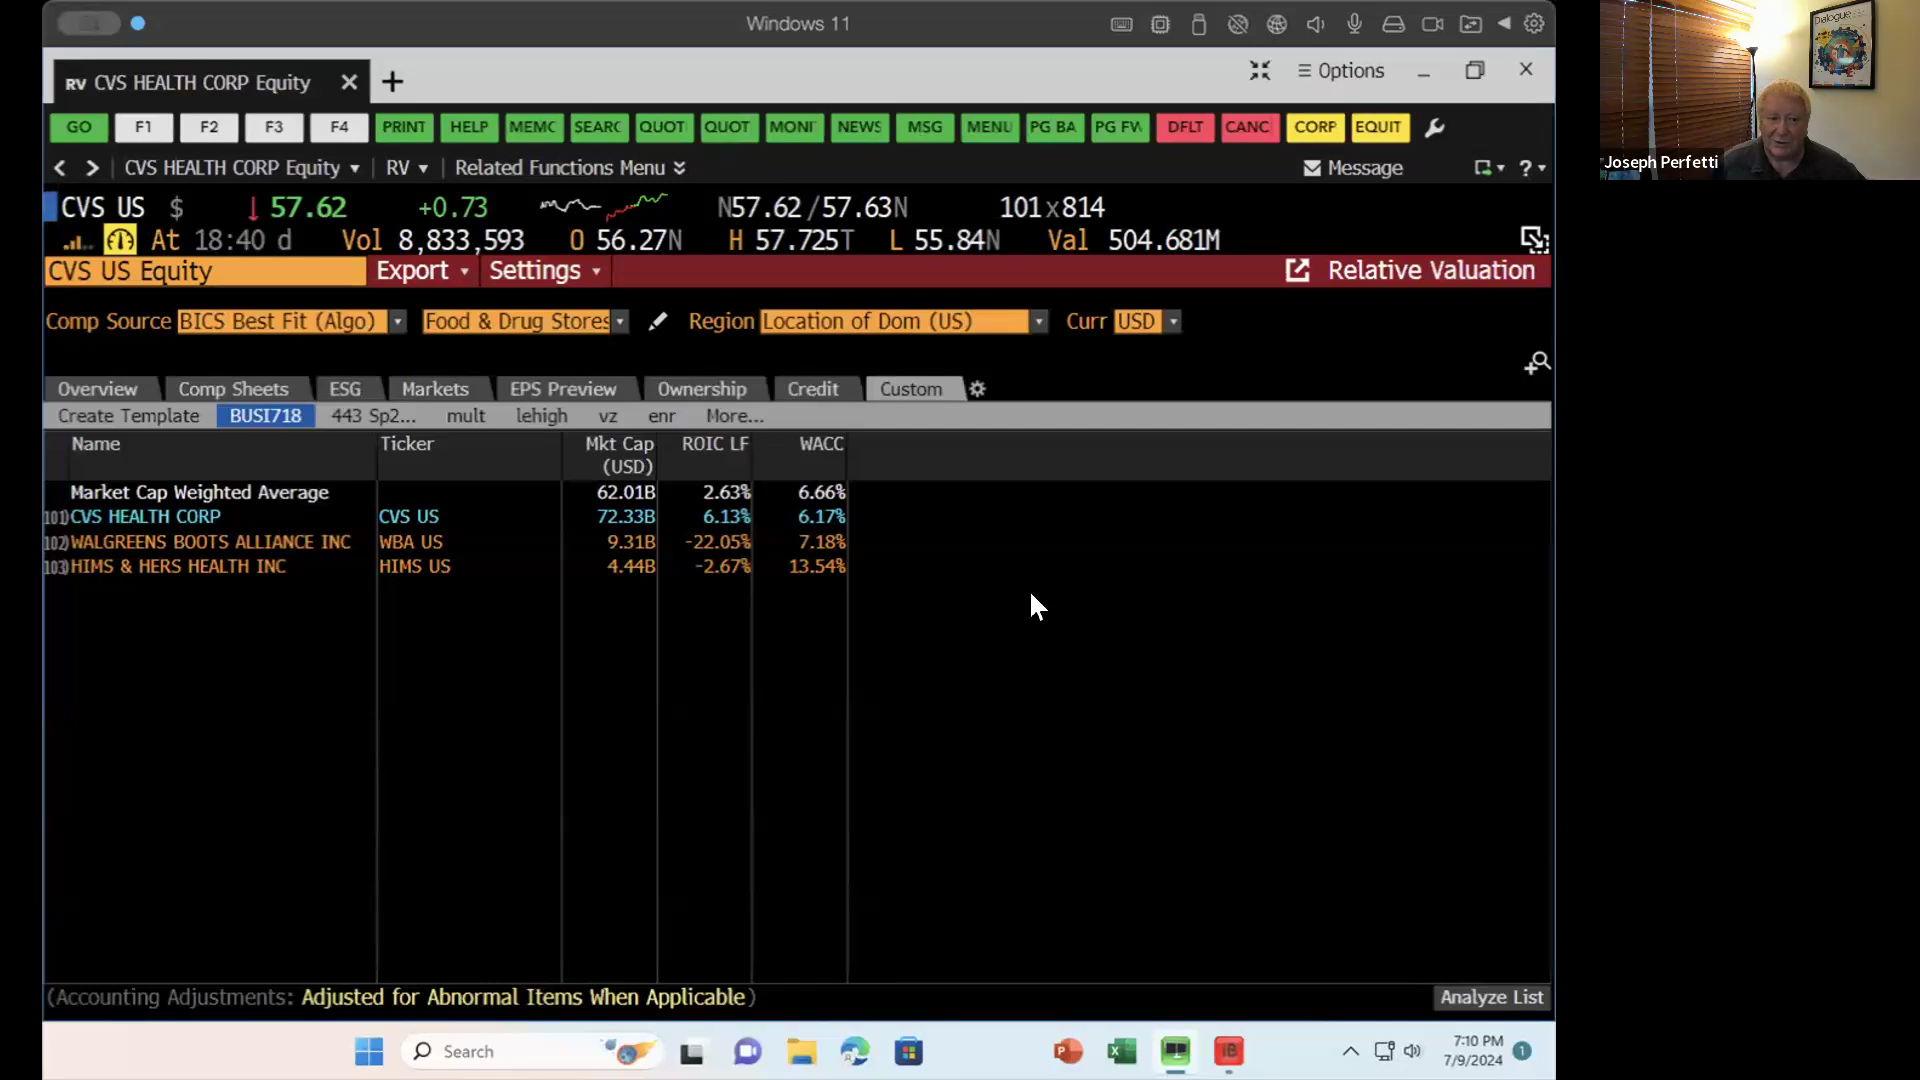 Windows 11
RV CVS HEALTH CORP Equity
Options
GO F1 F2 F3 F4 PRINT HELP MEMC SEARC QUOT QUOT MONI NEWS MSG MENU PG BA PG FW DFLT CANC CORP EQUIT
CVS HEALTH CORP Equity RV Related Functions Menu Message ?
CVS US $ ↓57.62 +0.73 N57.62/57.63N 101x814
At 18:40 d Vol 8,833,593 O 56.27N H 57.725T L 55.84N Val 504.681M
CVS US Equity Export Settings Relative Valuation
Comp Source BICS Best Fit (Algo) Food & Drug Stores Region Location of Dom (US) Curr USD
Overview Comp Sheets ESG Markets EPS Preview Ownership Credit Custom
Create Template BUSI718 443 Sp2... mult lehigh vz enr More...
Name Ticker Mkt Cap ROIC LF WACC
(USD)
Market Cap Weighted Average 62.01B 2.63% 6.66%
101) CVS HEALTH CORP CVS US 72.33B 6.13% 6.17%
102) WALGREENS BOOTS ALLIANCE INC WBA US 9.31B -22.05% 7.18%
103) HIMS & HERS HEALTH INC HIMS US 4.44B -2.67% 13.54%
(Accounting Adjustments: Adjusted for Abnormal Items When Applicable)
Analyze List
Search
7:10 PM
7/9/2024
1
Dialogue
Joseph Perfetti